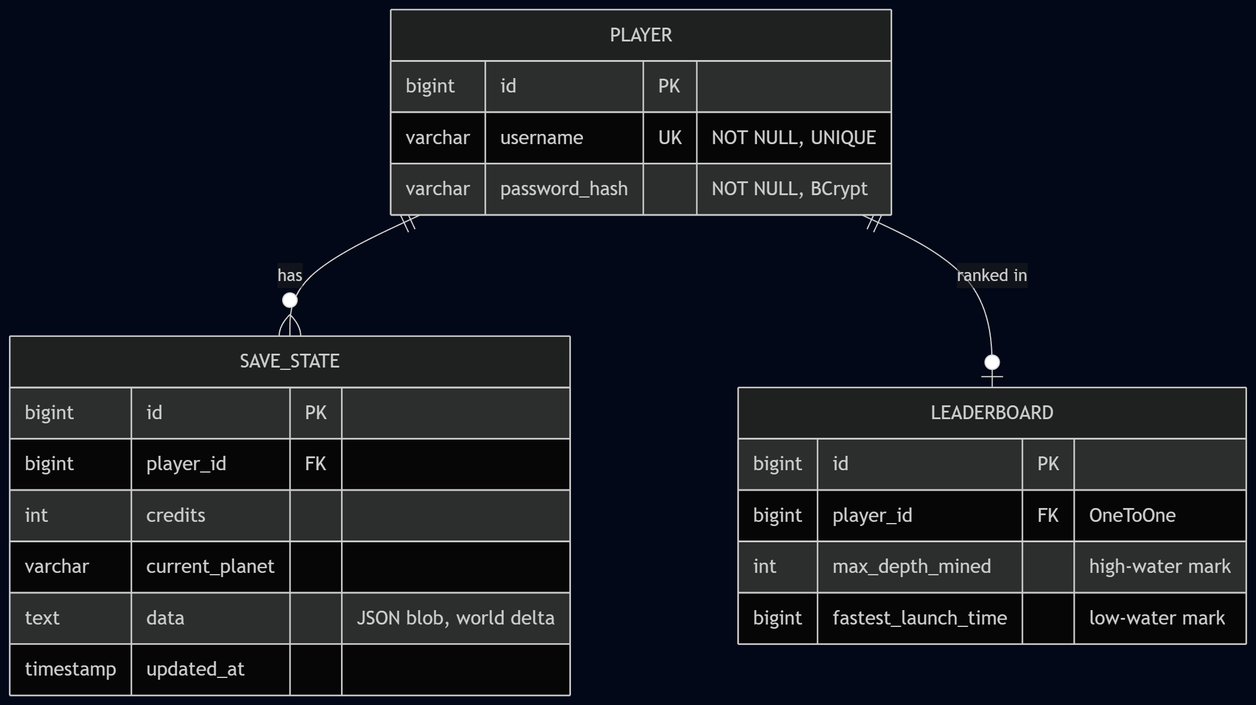 PLAYER
bigint id PK
varchar username UK NOT NULL, UNIQUE
varchar password_hash NOT NULL, BCrypt
has
ranked in
SAVE_STATE
bigint id PK
bigint player_id FK
int credits
varchar current_planet
text data JSON blob, world delta
timestamp updated_at
LEADERBOARD
bigint id PK
bigint player_id FK OneToOne
int max_depth_mined high-water mark
bigint fastest_launch_time low-water mark